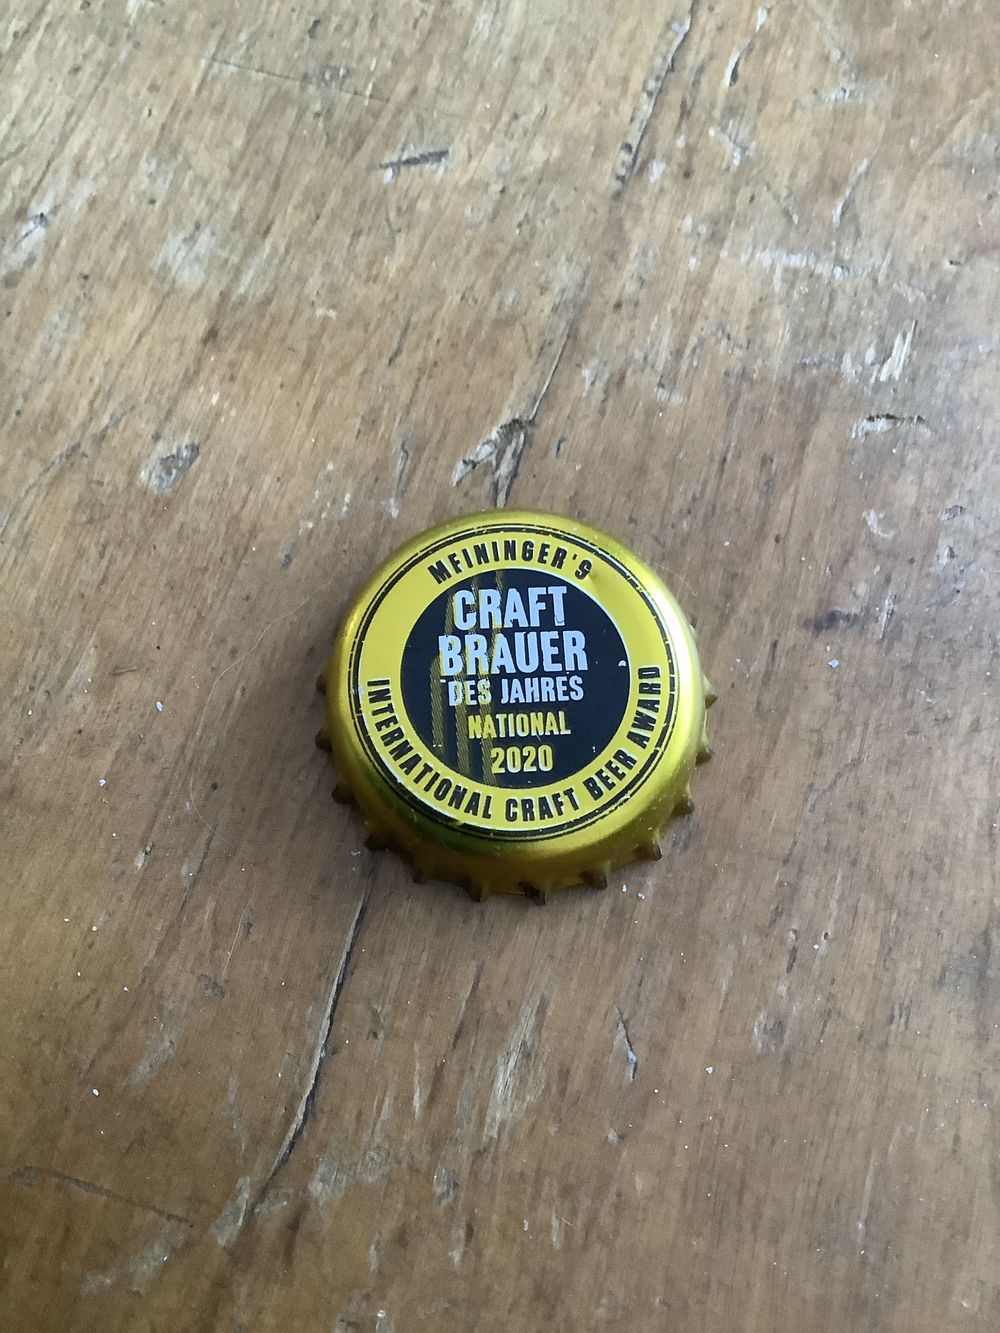 MEININGER'S
CRAFT
BRAUER
DES JAHRES
NATIONAL
2020
INTERNATIONAL CRAFT BEER AWARD